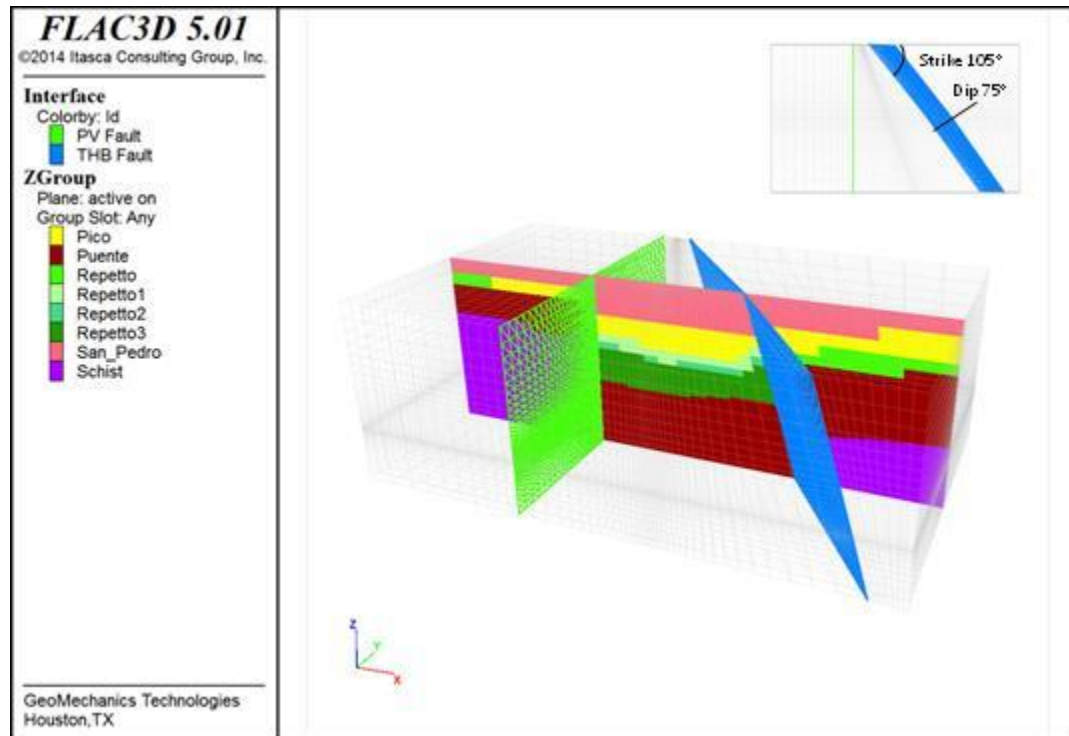 FLAC3D 5.01
©2014 Itasca Consulting Group, Inc.
Interface
Colorby: Id
PV Fault
THB Fault
ZGroup
Plane: active on
Group Slot: Any
Pico
Puente
Repetto
Repetto1
Repetto2
Repetto3
San_Pedro
Schist
GeoMechanics Technologies
Houston,TX
Strike 105°
Dip 75°
Z
Y
X